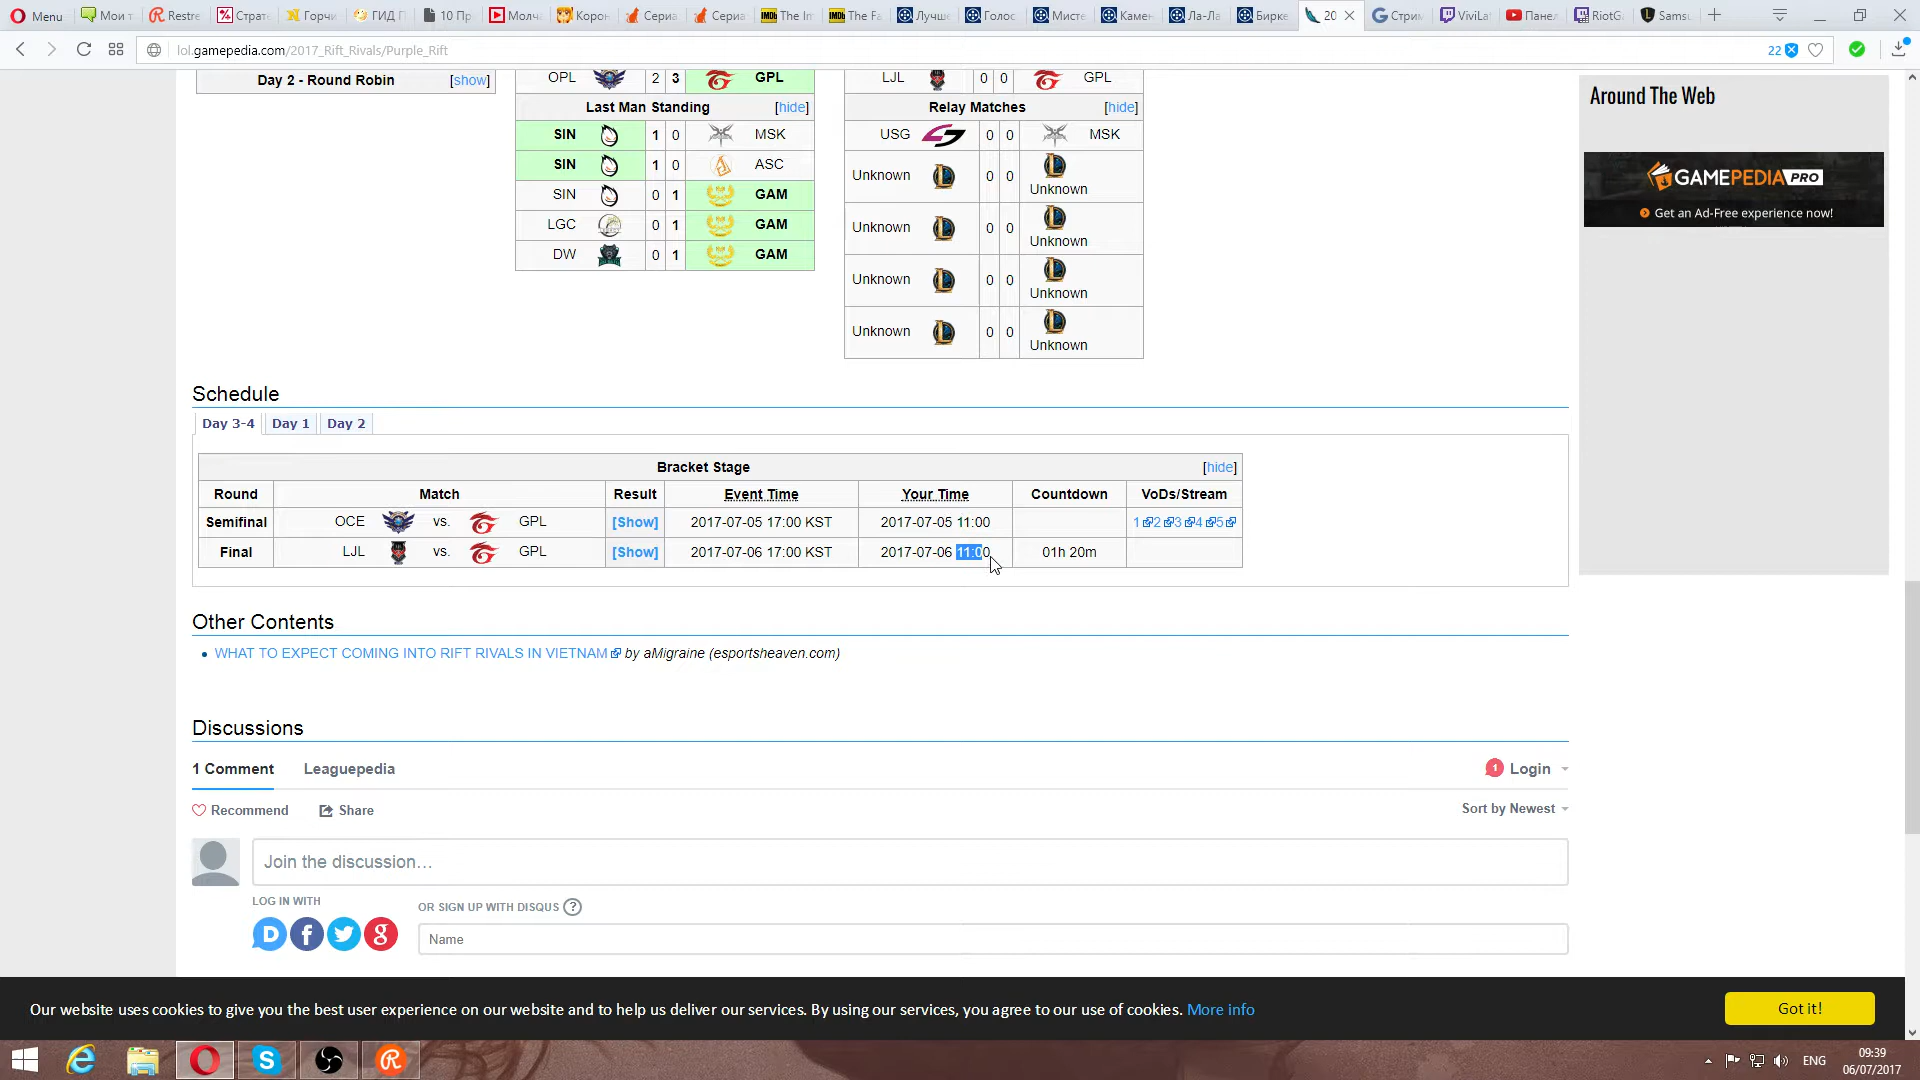 Menu
Мои т
Restre
Страте
Горчи
ГИД П
10 Пр
Молча
Корон
Сериа
Сериа
The In
The Fa
Лучше
Голос
Мисте
Камен
Ла-Ла
Бирке
20
Стрим
ViviLa
Панел
RiotG
Samsu
lol.gamepedia.com/2017_Rift_Rivals/Purple_Rift
22
Day 2 - Round Robin [show]
OPL 2 3 GPL
Last Man Standing [hide]
SIN 1 0 MSK
SIN 1 0 ASC
SIN 0 1 GAM
LGC 0 1 GAM
DW 0 1 GAM
LJL 0 0 GPL
Relay Matches [hide]
USG 0 0 MSK
Unknown 0 0 Unknown
Unknown 0 0 Unknown
Unknown 0 0 Unknown
Unknown 0 0 Unknown
Around The Web
GAMEPEDIA PRO
Get an Ad-Free experience now!
Schedule
Day 3-4 Day 1 Day 2
Bracket Stage [hide]
Round Match Result Event Time Your Time Countdown VoDs/Stream
Semifinal OCE vs. GPL [Show] 2017-07-05 17:00 KST 2017-07-05 11:00 1 2 3 4 5
Final LJL vs. GPL [Show] 2017-07-06 17:00 KST 2017-07-06 11:00 01h 20m
Other Contents
WHAT TO EXPECT COMING INTO RIFT RIVALS IN VIETNAM by aMigraine (esportsheaven.com)
Discussions
1 Comment Leaguepedia 1 Login
Recommend Share Sort by Newest
Join the discussion…
LOG IN WITH
OR SIGN UP WITH DISQUS ?
D f g
Name
Our website uses cookies to give you the best user experience on our website and to help us deliver our services. By using our services, you agree to our use of cookies. More info
Got it!
ENG
09:39
06/07/2017